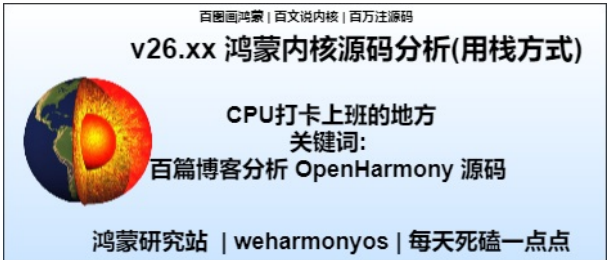 百图画鸿蒙 | 百文说内核 | 百万注源码
v26.xx 鸿蒙内核源码分析(用栈方式)
CPU打卡上班的地方
关键词:
百篇博客分析 OpenHarmony 源码
鸿蒙研究站 | weharmonyos | 每天死磕一点点